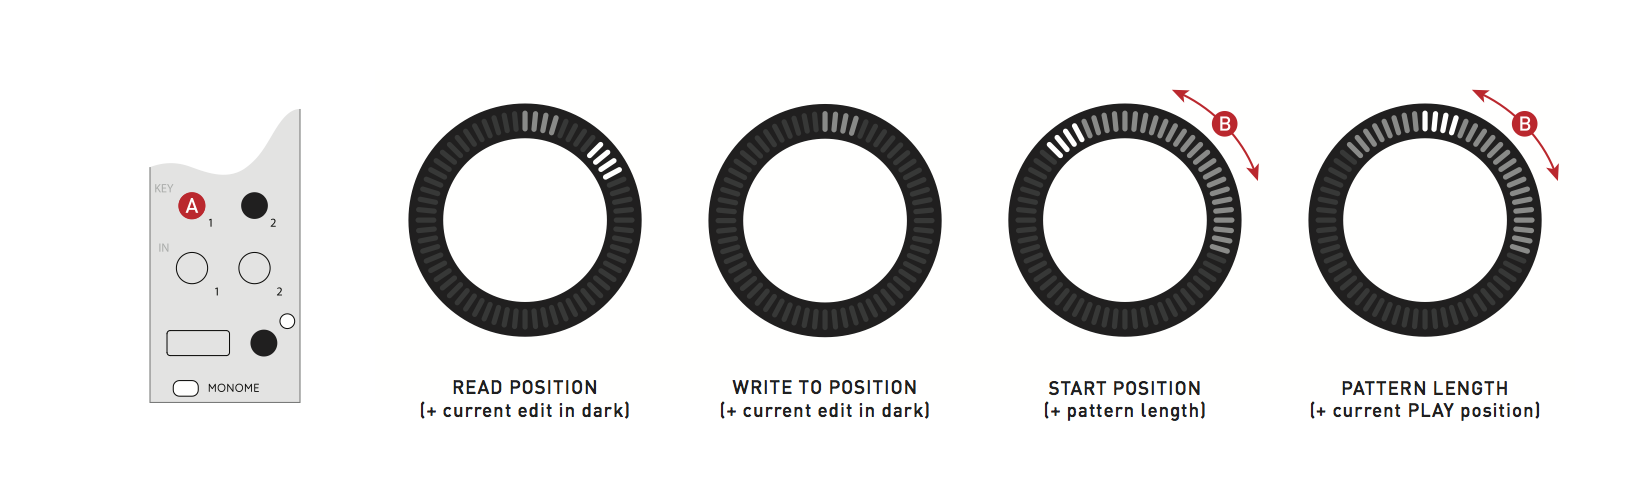 KEY
A
1
2
IN
1
2
MONOME
B
B
READ POSITION
(+ current edit in dark)
WRITE TO POSITION
(+ current edit in dark)
START POSITION
(+ pattern length)
PATTERN LENGTH
(+ current PLAY position)